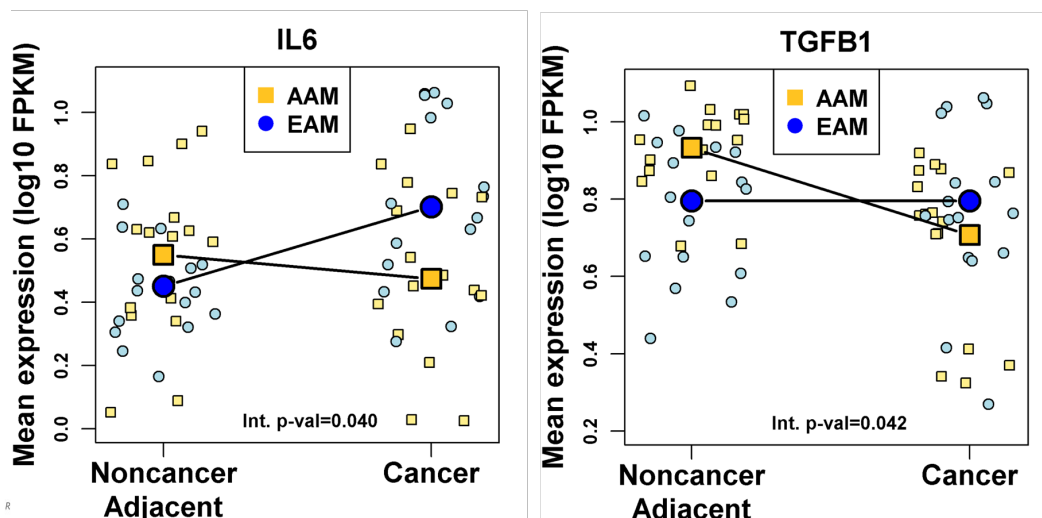 IL6
Mean expression (log10 FPKM)
AAM
EAM
1.0
0.8
0.6
0.4
0.2
0.0
Int. p-val=0.040
Noncancer
Adjacent
Cancer
R
TGFB1
Mean expression (log10 FPKM)
AAM
EAM
1.0
0.8
0.6
0.4
0.2
Int. p-val=0.042
Noncancer
Adjacent
Cancer